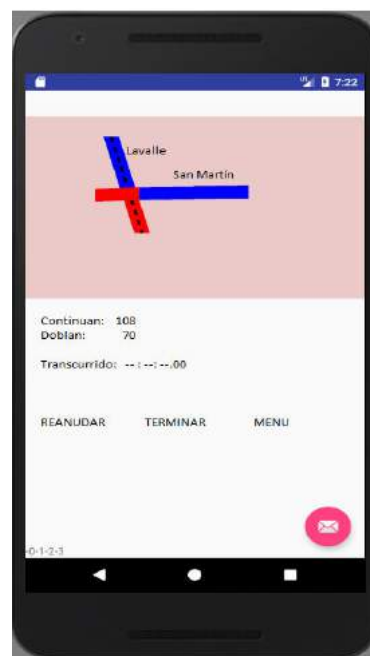 7:22
Lavalle
San Martín
Continuan: 108
Doblan: 70
Transcurrido: -- : --: --.00
REANUDAR TERMINAR MENU
-0-1-2-3